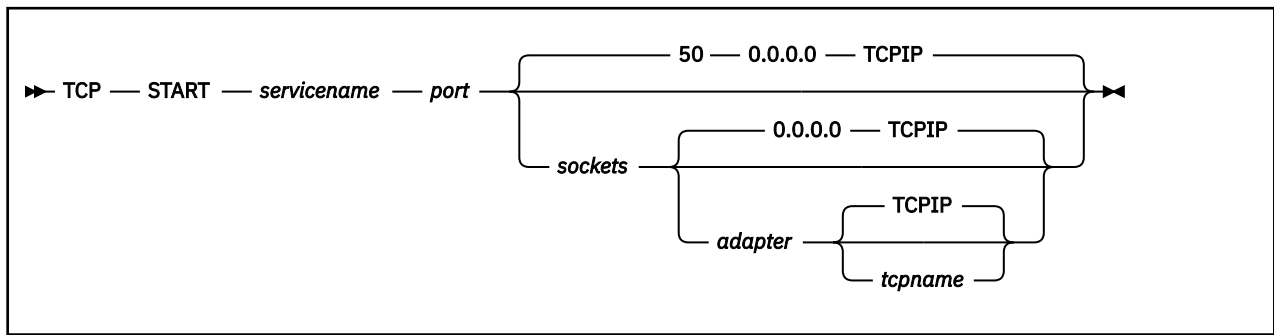 50 0.0.0.0 TCPIP
TCP START servicename port
0.0.0.0 TCPIP
sockets
TCPIP
adapter
tcpname